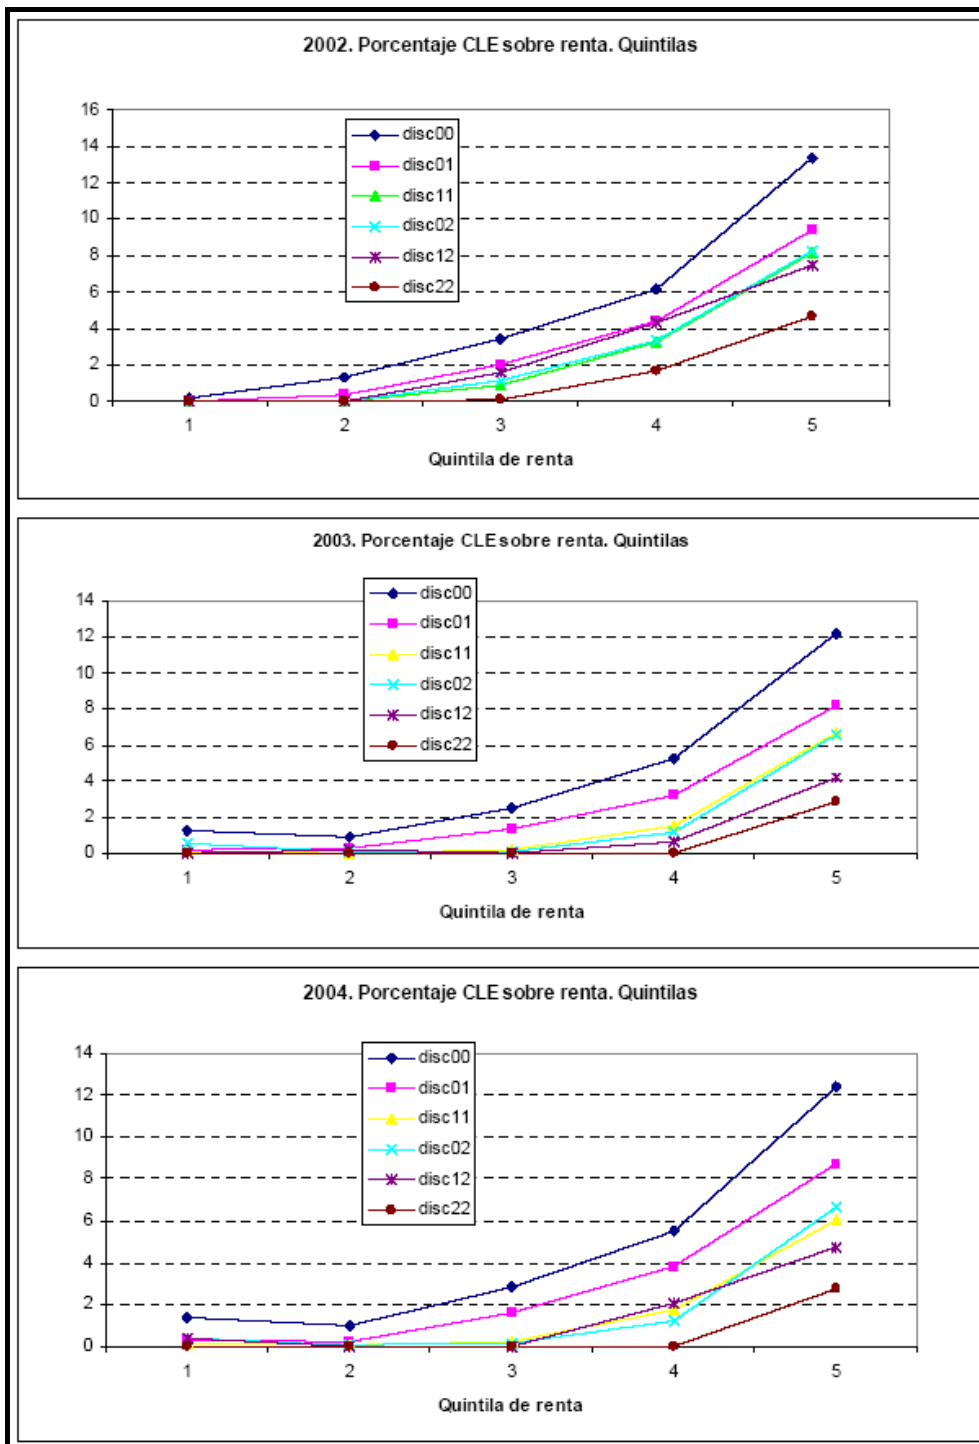 2002. Porcentaje CLE sobre renta. Quintilas
16
14
12
10
8
6
4
2
0
disc00
disc01
disc11
disc02
disc12
disc22
1 2 3 4 5
Quintila de renta
2003. Porcentaje CLE sobre renta. Quintilas
14
12
10
8
6
4
2
0
disc00
disc01
disc11
disc02
disc12
disc22
1 2 3 4 5
Quintila de renta
2004. Porcentaje CLE sobre renta. Quintilas
14
12
10
8
6
4
2
0
disc00
disc01
disc11
disc02
disc12
disc22
1 2 3 4 5
Quintila de renta